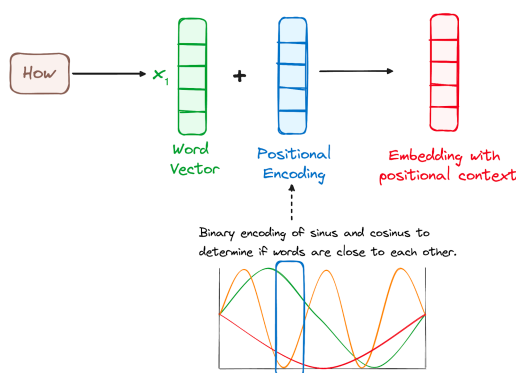 How
x1
+
Word
Vector
Positional
Encoding
Embedding with
positional context
Binary encoding of sinus and cosinus to
determine if words are close to each other.